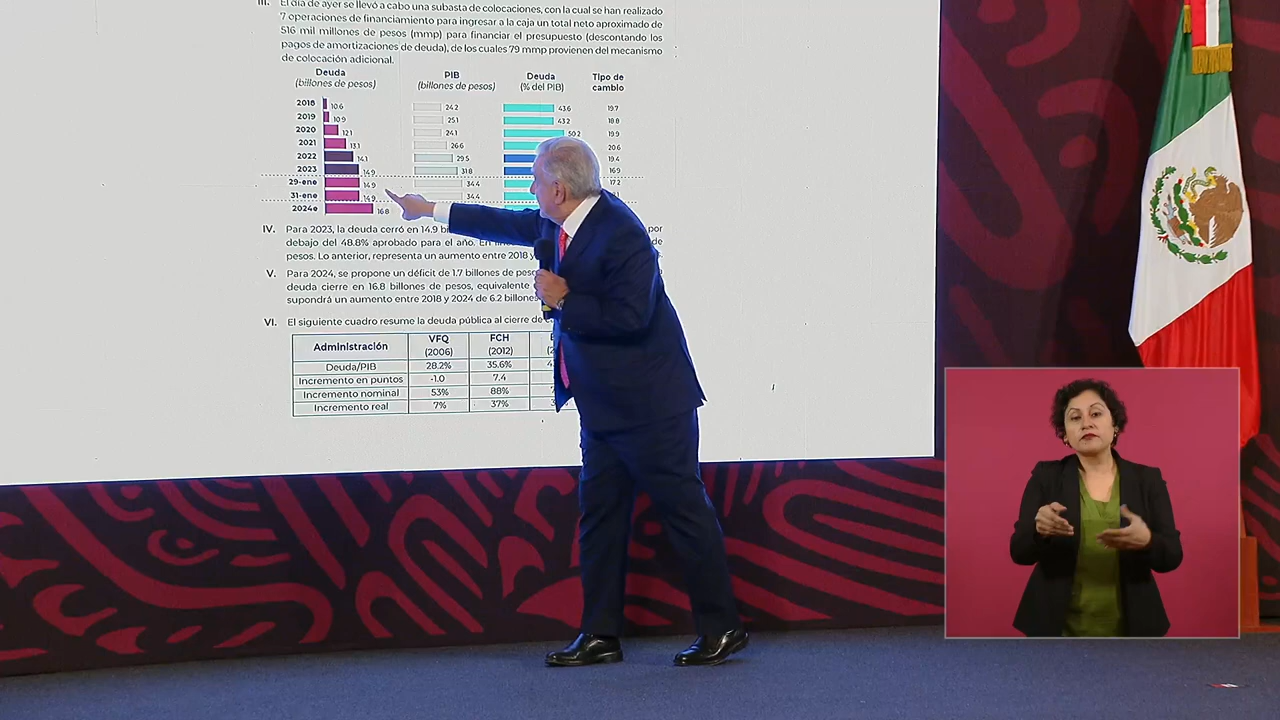 III. El día de ayer se llevó a cabo una subasta de colocaciones, con la cual se han realizado
7 operaciones de financiamiento para ingresar a la caja un total neto aproximado de
516 mil millones de pesos (mmp) para financiar el presupuesto (descontando los
pagos de amortizaciones de deuda), de los cuales 79 mmp provienen del mecanismo
de colocación adicional.
Deuda PIB Deuda Tipo de
(billones de pesos) (billones de pesos) (% del PIB) cambio
2018 10.6 24.2 43.6 19.7
2019 10.9 25.1 43.2 18.8
2020 12.1 24.1 50.2 19.9
2021 13.1 26.6 20.6
2022 14.1 29.5 19.4
2023 14.9 31.8 16.9
29-ene 14.9 34.4 17.2
31-ene 14.9 34.4
2024e 16.8
IV. Para 2023, la deuda cerró en 14.9 por
debajo del 48.8% aprobado para el año. En de
pesos. Lo anterior, representa un aumento entre 2018 y
V. Para 2024, se propone un déficit de 1.7 billones de
deuda cierre en 16.8 billones de pesos, equivalente
supondrá un aumento entre 2018 y 2024 de 6.2 billones
VI. El siguiente cuadro resume la deuda pública al cierre de
Administración VFQ FCH
(2006) (2012)
Deuda/PIB 28.2% 35.6%
Incremento en puntos -1.0 7.4
Incremento nominal 53% 88%
Incremento real 7% 37%